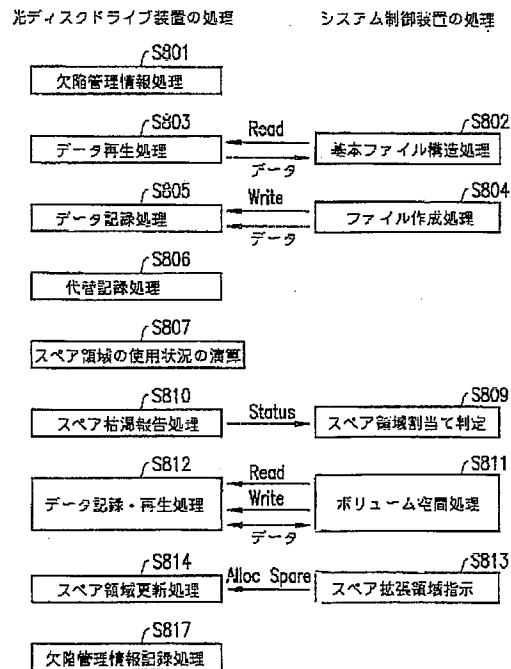 光ディスクドライブ装置の処理 システム制御装置の処理
S801
欠陥管理情報処理
S803 Read S802
データ再生処理 データ 基本ファイル構造処理
S805 Write S804
データ記録処理 データ ファイル作成処理
S806
代替記録処理
S807
スペア領域の使用状況の演算
S810 Status S809
スペア枯渇報告処理 スペア領域割当て判定
S812 Read S811
データ記録・再生処理 Write ボリューム空間処理
データ
S814 Alloc Spare S813
スペア領域更新処理 スペア拡張領域指示
S817
欠陥管理情報記録処理